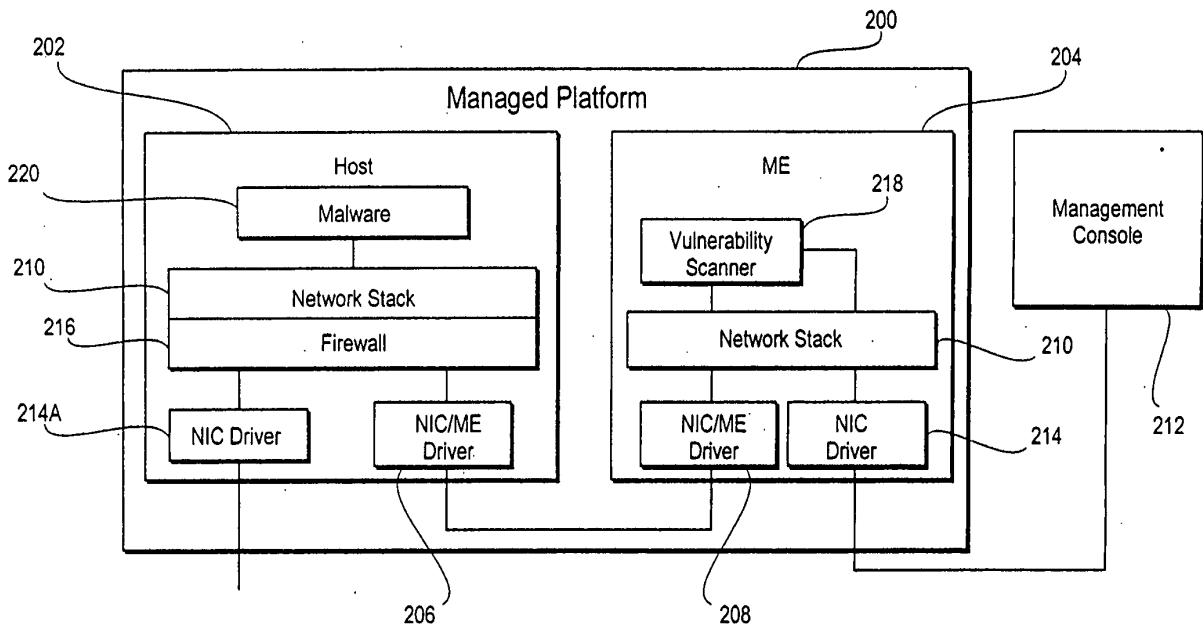 200
202
204
Managed Platform
Host
ME
220
218
Malware
Vulnerability
Scanner
Management
Console
210
Network Stack
216
Firewall
Network Stack
210
214A
NIC Driver
NIC/ME
Driver
NIC/ME
Driver
NIC
Driver
214
212
206
208